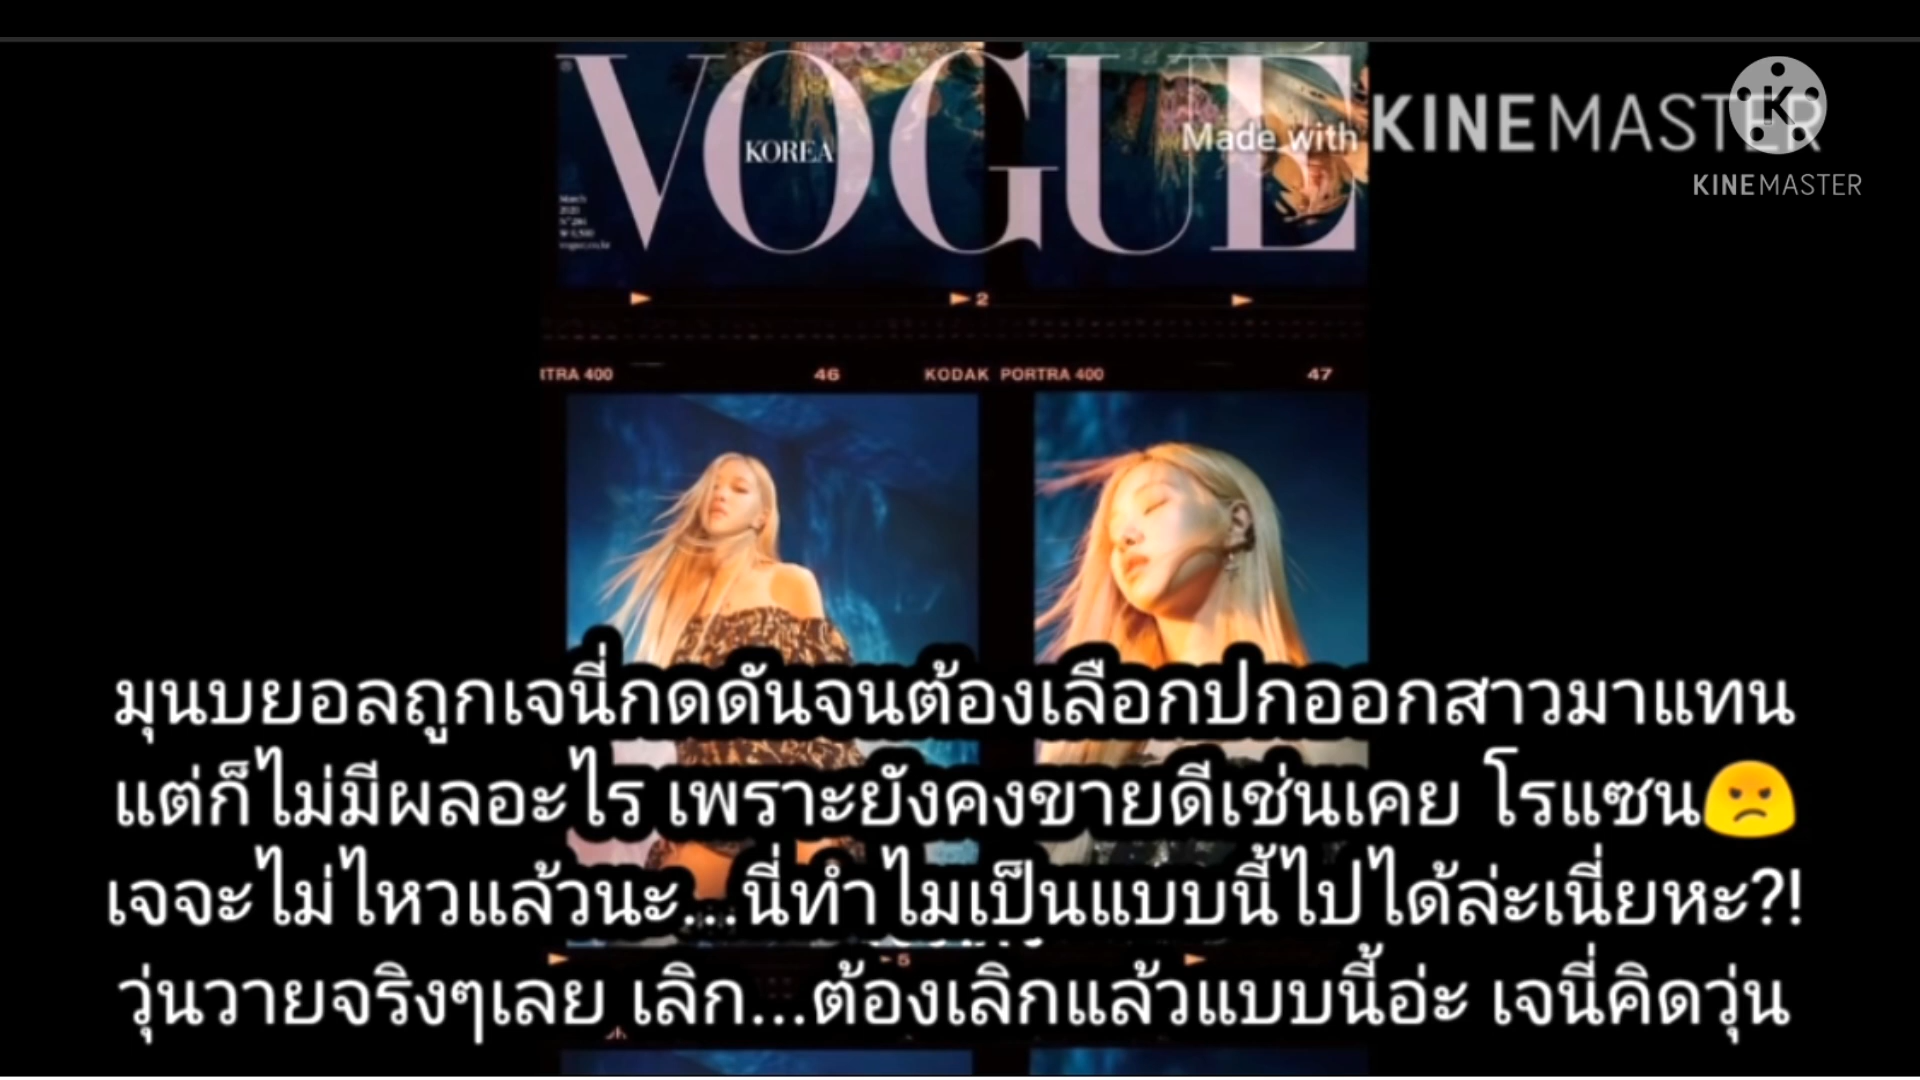 VOGUE
KOREA
Made with KINEMASTER
KINEMASTER
March
2020
2
RTRA 400 46 KODAK PORTRA 400 47
มุนบยอลถูกเจนี่กดดันจนต้องเลือกปกออกสาวมาแทน
แต่ก็ไม่มีผลอะไร เพราะยังคงขายดีเช่นเคย โรแซน
เจจะไม่ไหวแล้วนะ...นี่ทำไมเป็นแบบนี้ไปได้ล่ะเนี่ยหะ?!
5
วุ่นวายจริงๆเลย เลิก...ต้องเลิกแล้วแบบนี้อ่ะ เจนี่คิดวุ่น